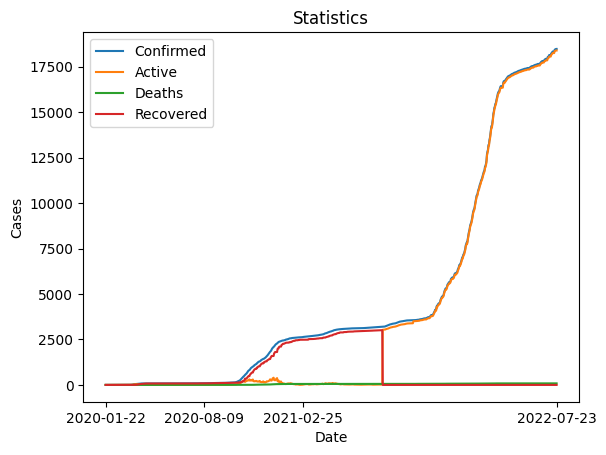 Statistics
Confirmed
Active
Deaths
Recovered
17500
15000
12500
10000
7500
5000
2500
0
Cases
2020-01-22 2020-08-09 2021-02-25 2022-07-23
Date